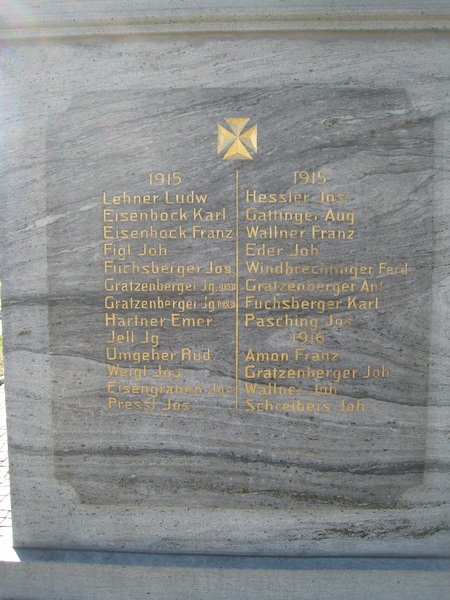 1915
Lehner Ludw
Eisenbock Karl
Eisenbock Franz
Figl Joh.
Fuchsberger Jos.
Gratzenberger Jg.
Gratzenberger Jg.
Hartner Emer.
Jell Jg.
Umgeher Rud.
Weigl Jos.
Eisengraben Jos
Pressl Jos.
1915
Hessler Jos.
Gattinger Aug
Wallner Franz
Eder Joh
Windbrechtinger Ferd
Gratzenberger Ant.
Fuchsberger Karl
Pasching Jos
1916
Amon Franz
Gratzenberger Joh
Wallner Joh
Schreibeis Joh